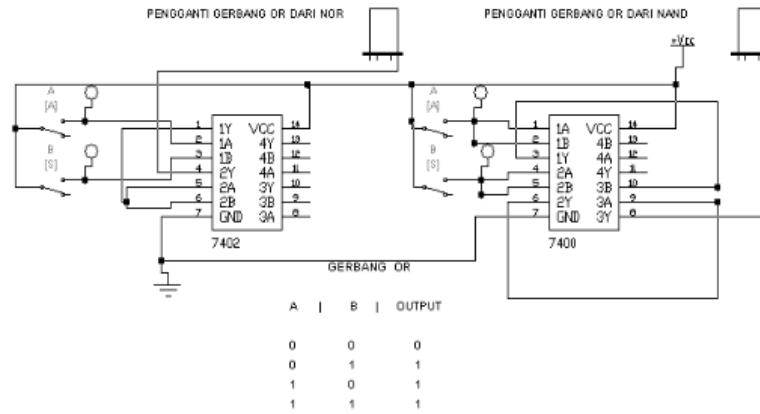 PENGGANTI GERBANG OR DARI NOR
PENGGANTI GERBANG OR DARI NAND
+Vcc
A
[A]
B
[S]
1 1Y VCC 14
2 1A 4Y 13
3 1B 4B 12
4 2Y 4A 11
5 2A 3Y 10
6 2B 3B 9
7 GND 3A 8
7402
A
[A]
B
[S]
1 1A VCC 14
2 1B 4B 13
3 1Y 4A 12
4 2A 4Y 11
5 2B 3B 10
6 2Y 3A 9
7 GND 3Y 8
7400
GERBANG OR
A | B | OUTPUT
0 0 0
0 1 1
1 0 1
1 1 1